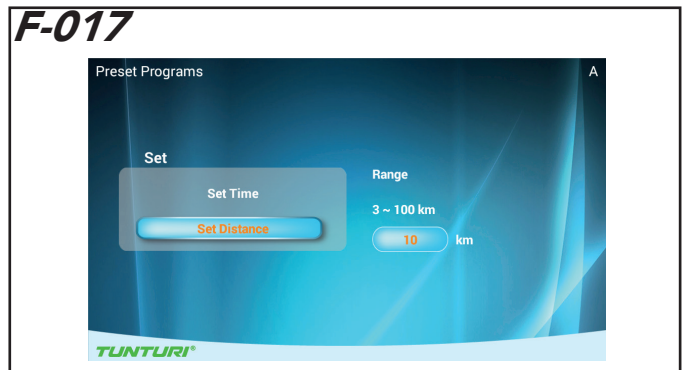 F-017
Preset Programs A
Set
Set Time
Set Distance
Range
3 ~ 100 km
10 km
TUNTURI®